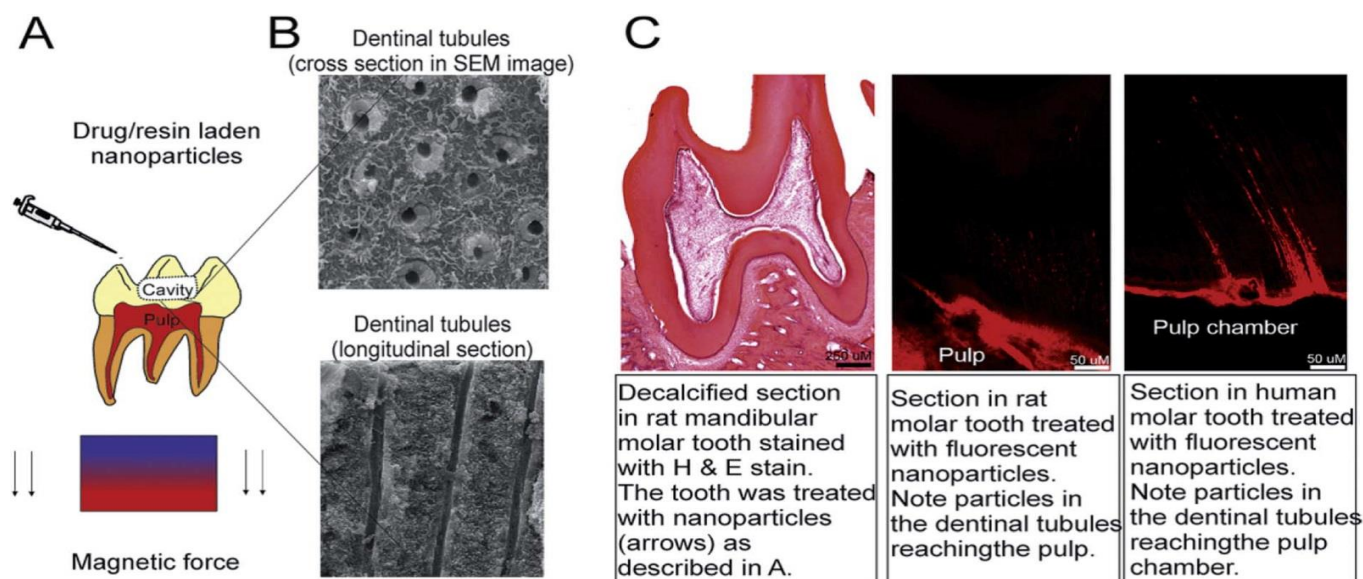 A
Drug/resin laden
nanoparticles
Cavity
Pulp
Magnetic force
B
Dentinal tubules
(cross section in SEM image)
Dentinal tubules
(longitudinal section)
C
250 uM
Decalcified section
in rat mandibular
molar tooth stained
with H & E stain.
The tooth was treated
with nanoparticles
(arrows) as
described in A.
Pulp
50 uM
Section in rat
molar tooth treated
with fluorescent
nanoparticles.
Note particles in
the dentinal tubules
reachingthe pulp.
Pulp chamber
50 uM
Section in human
molar tooth treated
with fluorescent
nanoparticles.
Note particles in
the dentinal tubules
reachingthe pulp
chamber.